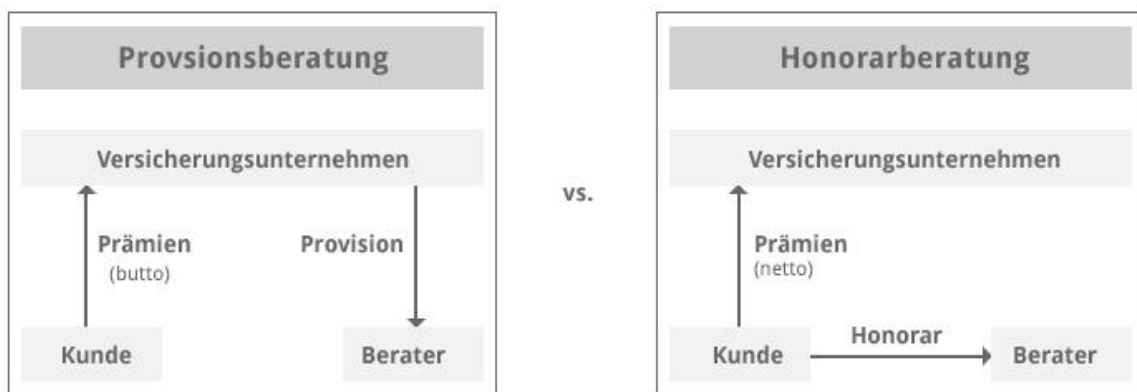 Provsionsberatung
Versicherungsunternehmen
Prämien
(butto)
Provision
Kunde
Berater
vs.
Honorarberatung
Versicherungsunternehmen
Prämien
(netto)
Honorar
Kunde
Berater